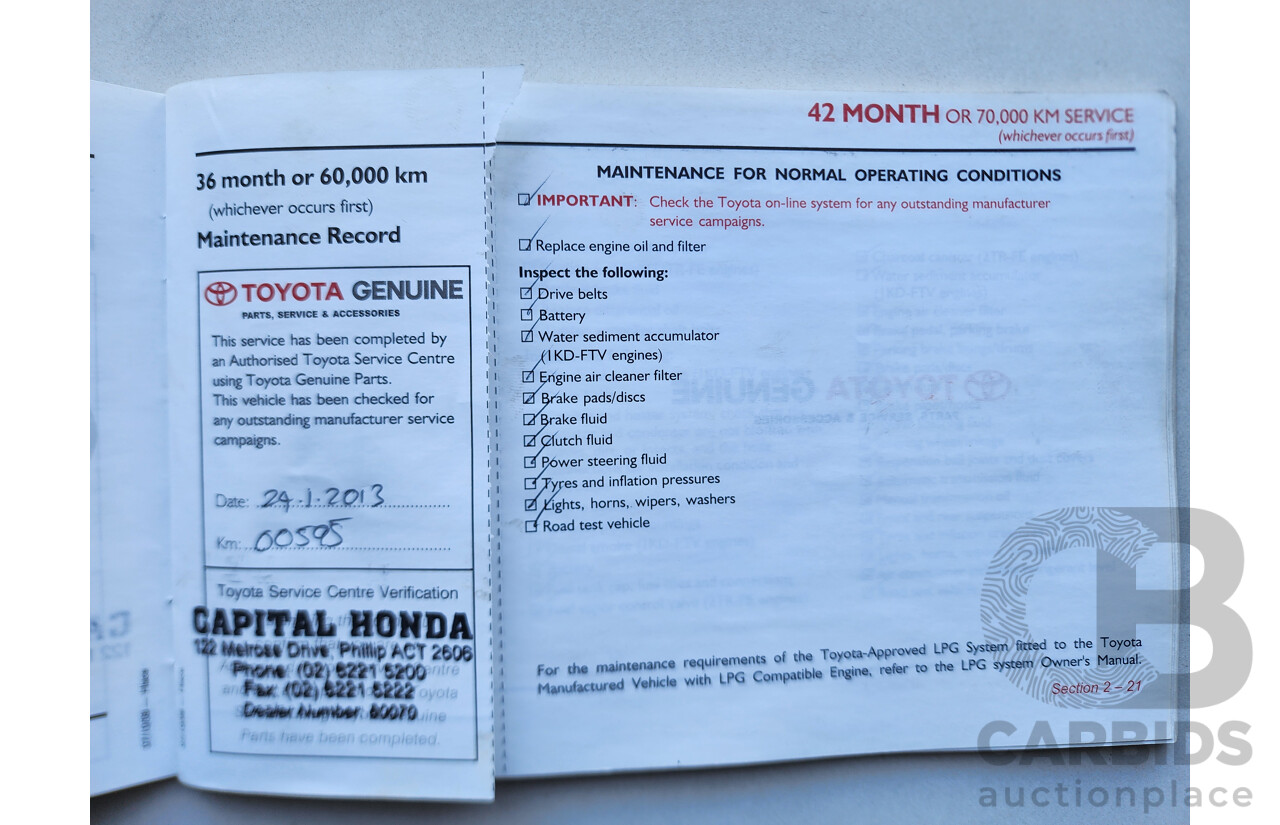 36 month or 60,000 km
(whichever occurs first)
Maintenance Record
TOYOTA GENUINE
PARTS, SERVICE & ACCESSORIES
This service has been completed by
an Authorised Toyota Service Centre
using Toyota Genuine Parts.
This vehicle has been checked for
any outstanding manufacturer service
campaigns.
Date: 24.1.2013
Km: 00595
Toyota Service Centre Verification
CAPITAL HONDA
122 Melrose Drive, Phillip ACT 2606
Phone: (02) 6221 5200
Fax: (02) 6221 5222
Dealer Number: 80070
Parts have been completed.
42 MONTH OR 70,000 KM SERVICE
(whichever occurs first)
MAINTENANCE FOR NORMAL OPERATING CONDITIONS
IMPORTANT: Check the Toyota on-line system for any outstanding manufacturer
service campaigns.
Replace engine oil and filter
Inspect the following:
Drive belts
Battery
Water sediment accumulator
(1KD-FTV engines)
Engine air cleaner filter
Brake pads/discs
Brake fluid
Clutch fluid
Power steering fluid
Tyres and inflation pressures
Lights, horns, wipers, washers
Road test vehicle
For the maintenance requirements of the Toyota-Approved LPG System fitted to the Toyota
Manufactured Vehicle with LPG Compatible Engine, refer to the LPG system Owner's Manual.
Section 2 – 21
CARBIDS
auctionplace